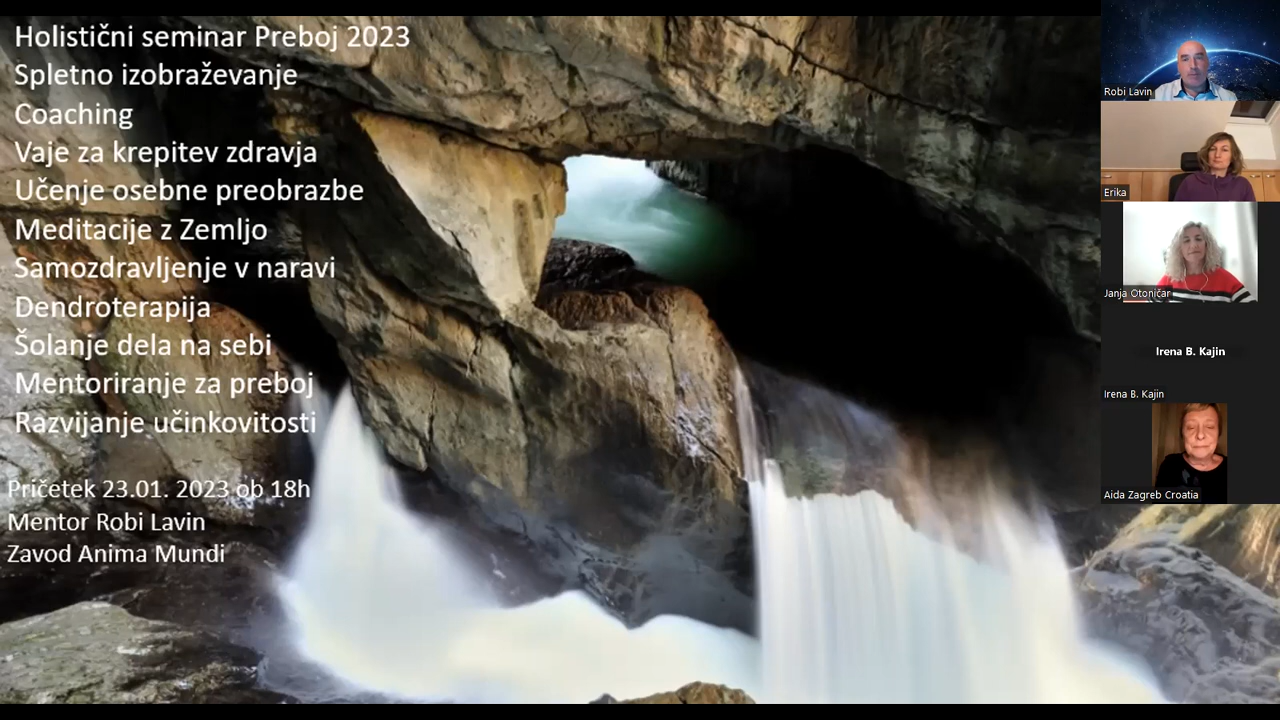 Holistični seminar Preboj 2023
Spletno izobraževanje
Coaching
Vaje za krepitev zdravja
Učenje osebne preobrazbe
Meditacije z Zemljo
Samozdravljenje v naravi
Dendroterapija
Šolanje dela na sebi
Mentoriranje za preboj
Razvijanje učinkovitosti
Pričetek 23.01. 2023 ob 18h
Mentor Robi Lavin
Zavod Anima Mundi
Robi Lavin
Erika
Janja Otoničar
Irena B. Kajin
Irena B. Kajin
Aida Zagreb Croatia